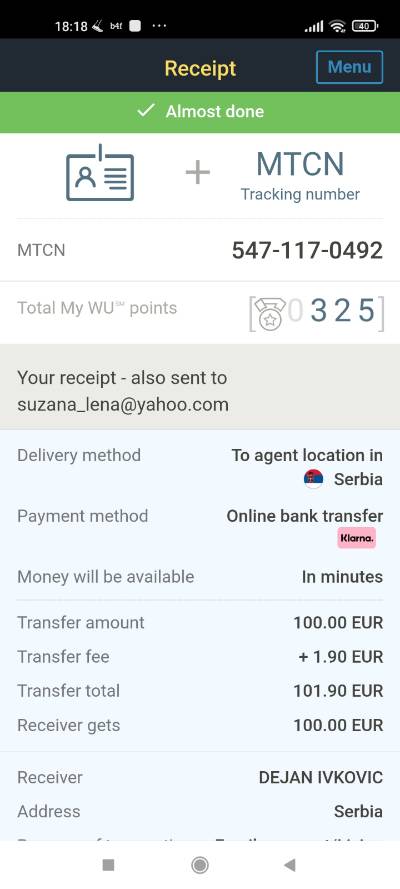 18:18 b4f ... 40
Receipt Menu
Almost done
MTCN
Tracking number
MTCN 547-117-0492
Total My WU℠ points [0325]
Your receipt - also sent to
suzana_lena@yahoo.com
Delivery method To agent location in
Serbia
Payment method Online bank transfer
Klarna.
Money will be available In minutes
Transfer amount 100.00 EUR
Transfer fee + 1.90 EUR
Transfer total 101.90 EUR
Receiver gets 100.00 EUR
Receiver DEJAN IVKOVIC
Address Serbia